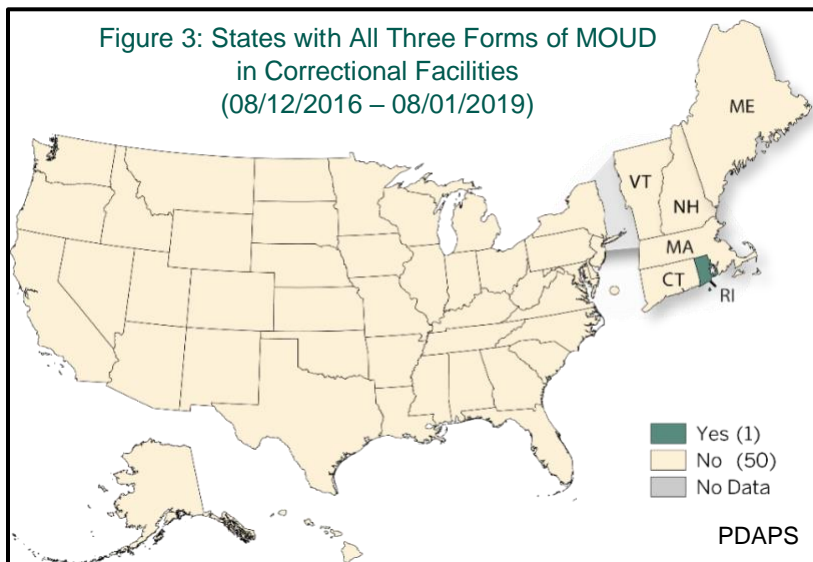 Figure 3: States with All Three Forms of MOUD
in Correctional Facilities
(08/12/2016 – 08/01/2019)
ME
VT
NH
MA
CT
RI
Yes (1)
No (50)
No Data
PDAPS